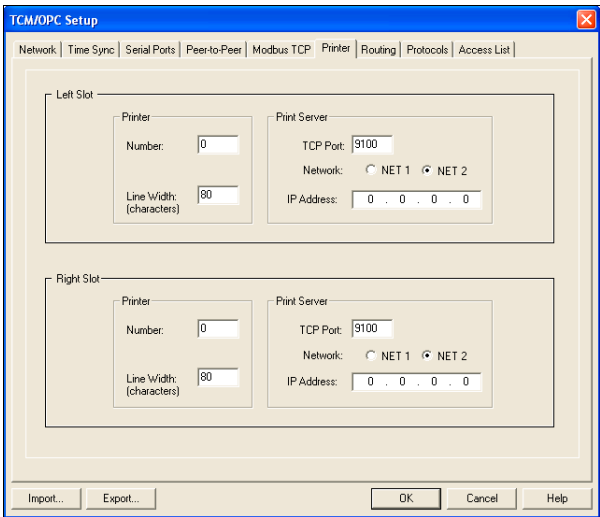 TCM/OPC Setup
Network Time Sync Serial Ports Peer-to-Peer Modbus TCP Printer Routing Protocols Access List
Left Slot
Printer Print Server
Number: 0 TCP Port: 9100
Network: NET 1 NET 2
Line Width: 80 IP Address: 0 . 0 . 0 . 0
(characters)
Right Slot
Printer Print Server
Number: 0 TCP Port: 9100
Network: NET 1 NET 2
Line Width: 80 IP Address: 0 . 0 . 0 . 0
(characters)
Import... Export... OK Cancel Help